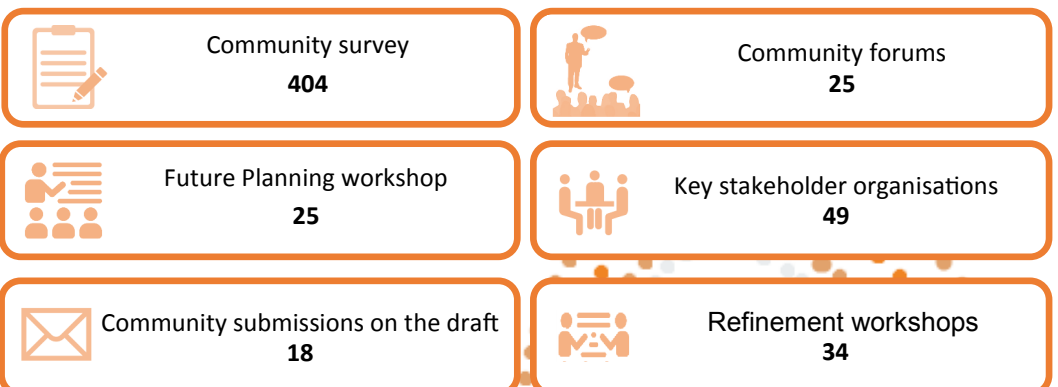 Community survey
404
Community forums
25
Future Planning workshop
25
Key stakeholder organisations
49
Community submissions on the draft
18
Refinement workshops
34